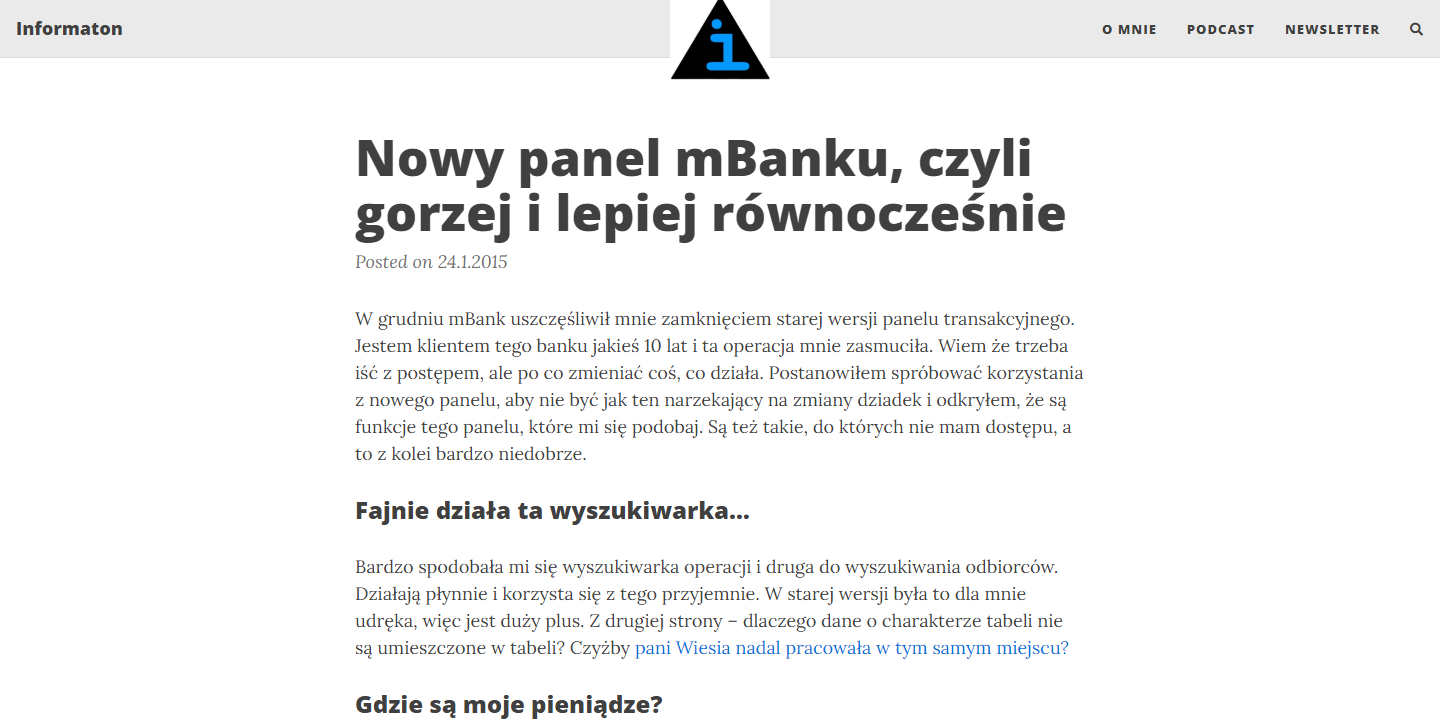 Informaton
i
O MNIE
PODCAST
NEWSLETTER
Nowy panel mBanku, czyli
gorzej i lepiej równocześnie
Posted on 24.1.2015
W grudniu mBank uszczęśliwił mnie zamknięciem starej wersji panelu transakcyjnego.
Jestem klientem tego banku jakieś 10 lat i ta operacja mnie zasmuciła. Wiem że trzeba
iść z postępem, ale po co zmieniać coś, co działa. Postanowiłem spróbować korzystania
z nowego panelu, aby nie być jak ten narzekający na zmiany dziadek i odkryłem, że są
funkcje tego panelu, które mi się podobaj. Są też takie, do których nie mam dostępu, a
to z kolei bardzo niedobrze.
Fajnie działa ta wyszukiwarka…
Bardzo spodobała mi się wyszukiwarka operacji i druga do wyszukiwania odbiorców.
Działają płynnie i korzysta się z tego przyjemnie. W starej wersji była to dla mnie
udręka, więc jest duży plus. Z drugiej strony – dlaczego dane o charakterze tabeli nie
są umieszczone w tabeli? Czyżby pani Wiesia nadal pracowała w tym samym miejscu?
Gdzie są moje pieniądze?